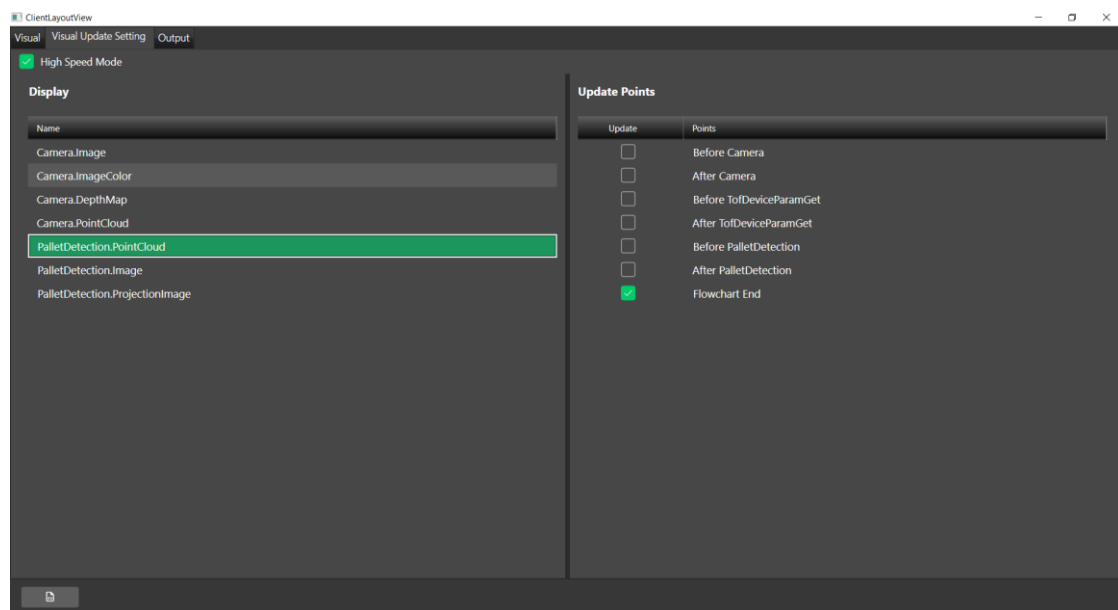 ClientLayoutView
Visual Visual Update Setting Output
High Speed Mode
Display
Name
Camera.Image
Camera.ImageColor
Camera.DepthMap
Camera.PointCloud
PalletDetection.PointCloud
PalletDetection.Image
PalletDetection.ProjectionImage
Update Points
Update Points
Before Camera
After Camera
Before TofDeviceParamGet
After TofDeviceParamGet
Before PalletDetection
After PalletDetection
Flowchart End